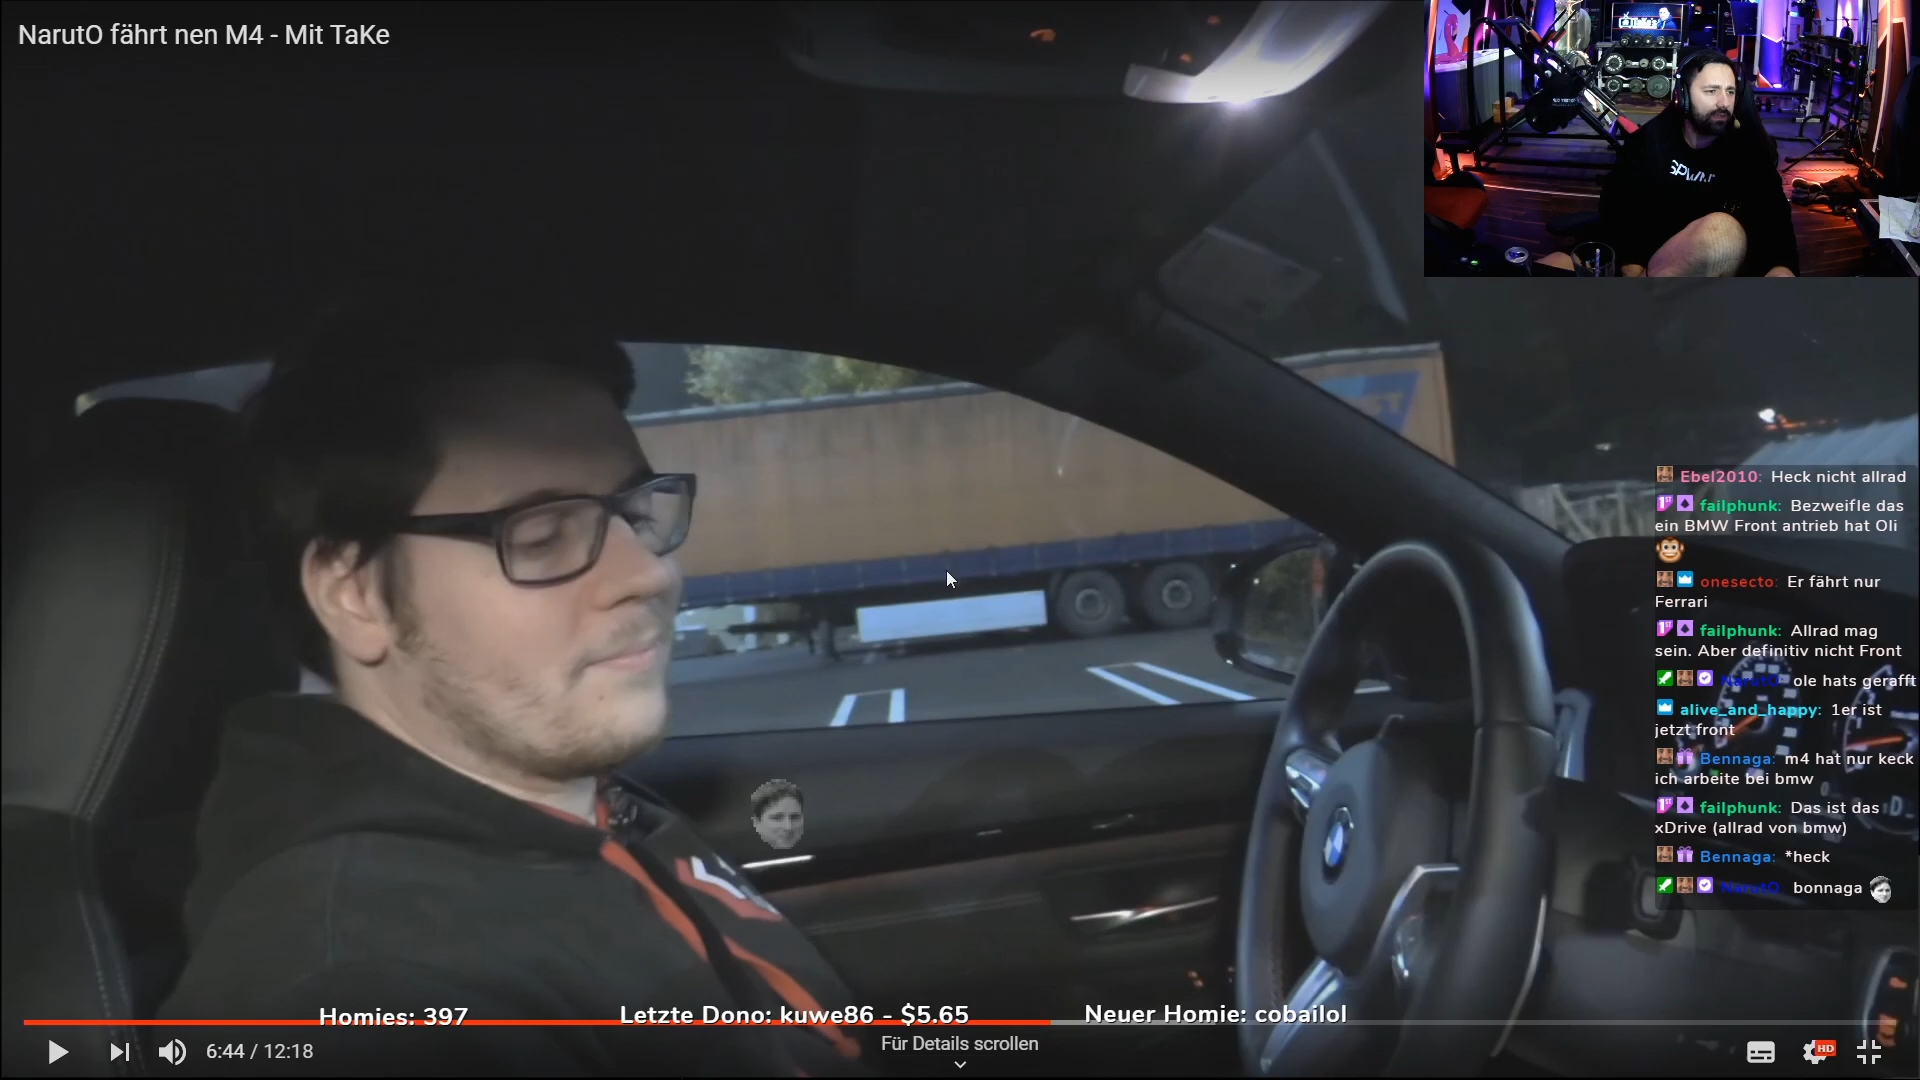 NarutO fährt nen M4 - Mit TaKe
Ebel2010: Heck nicht allrad
failphunk: Bezweifle das
ein BMW Front antrieb hat Oli
onesecto: Er fährt nur
Ferrari
failphunk: Allrad mag
sein. Aber definitiv nicht Front
NarutO: ole hats gerafft
alive_and_happy: 1er ist
jetzt front
Bennaga: m4 hat nur keck
ich arbeite bei bmw
failphunk: Das ist das
xDrive (allrad von bmw)
Bennaga: *heck
NarutO: bonnaga
Homies: 397
Letzte Dono: kuwe86 - $5.65
Neuer Homie: cobailol
Für Details scrollen
6:44 / 12:18
HD